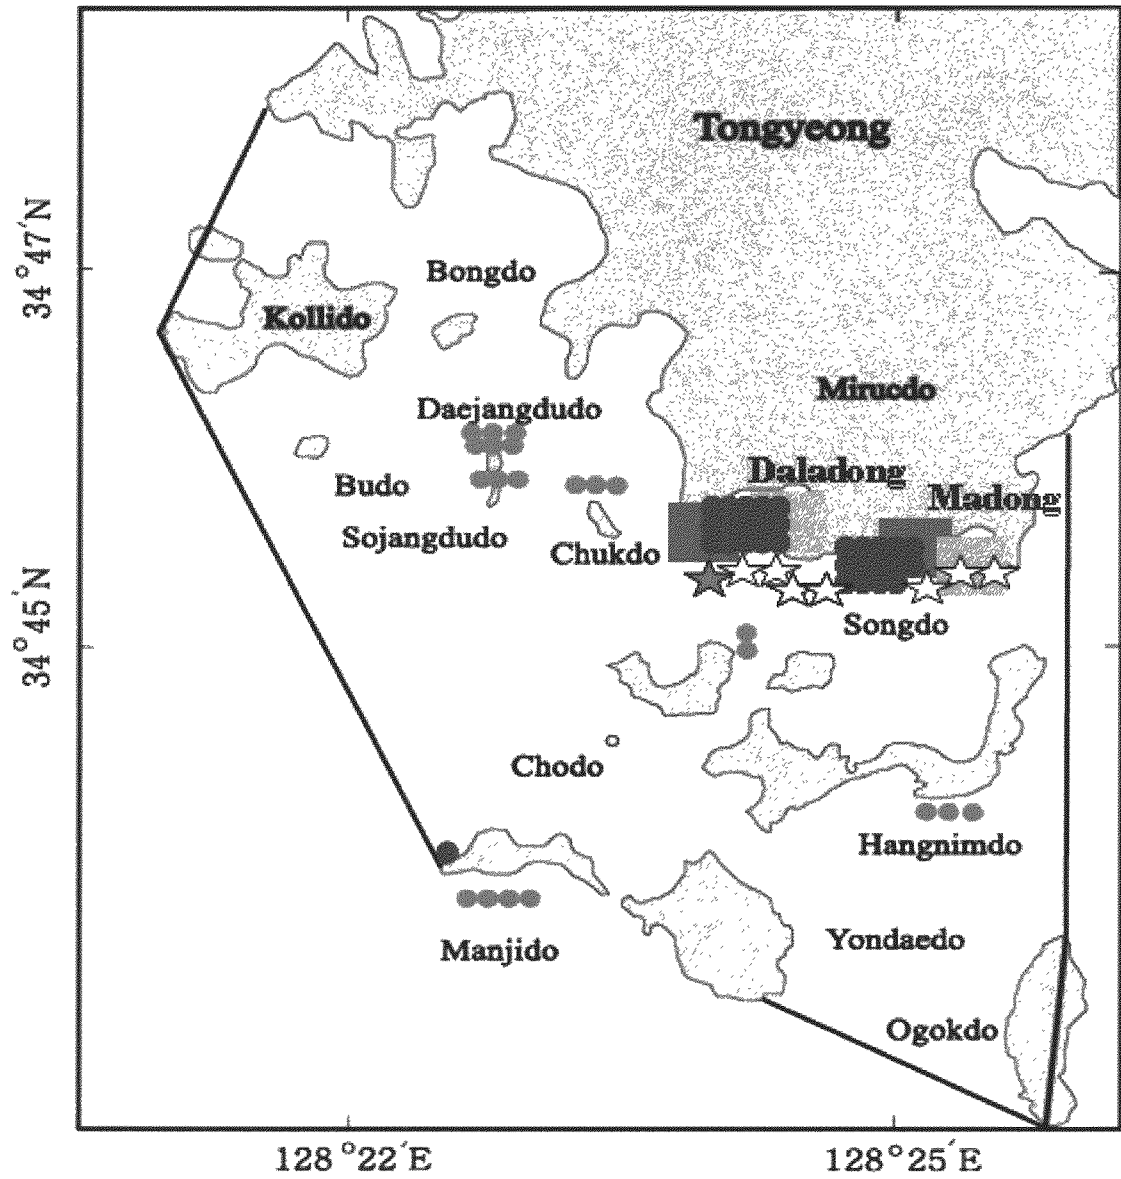 Tongyeong
34°47′N
Bongdo
Kollido
Mirucdo
Daejangdudo
Daladong
Budo
Madong
Sojangdudo
Chukdo
34°45′N
Songdo
Chodo
Hangnimdo
Yondaedo
Manjido
Ogokdo
128°22′E
128°25′E